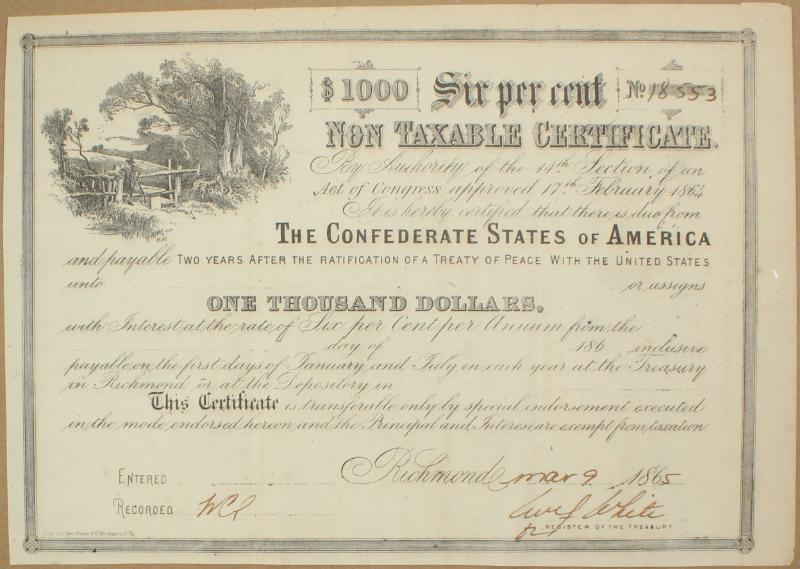 $ 1000 Six per cent No 18553
NON TAXABLE CERTIFICATE.
By Authority of the 14th Section of an
Act of Congress approved 17th February 1864
It is hereby certified that there is due from
THE CONFEDERATE STATES OF AMERICA
and payable TWO YEARS AFTER THE RATIFICATION OF A TREATY OF PEACE WITH THE UNITED STATES
unto or assigns
ONE THOUSAND DOLLARS.
with Interest at the rate of Six per Cent per Annum from the
day of 186 inclusive
payable on the first days of January and July in each year at the Treasury
in Richmond or at the Depository in
This Certificate is transferable only by special endorsement executed
in the mode endorsed hereon and the Principal and Interest are exempt from taxation
Richmond mar 9 1865
ENTERED
RECORDED
White
REGISTER OF THE TREASURY